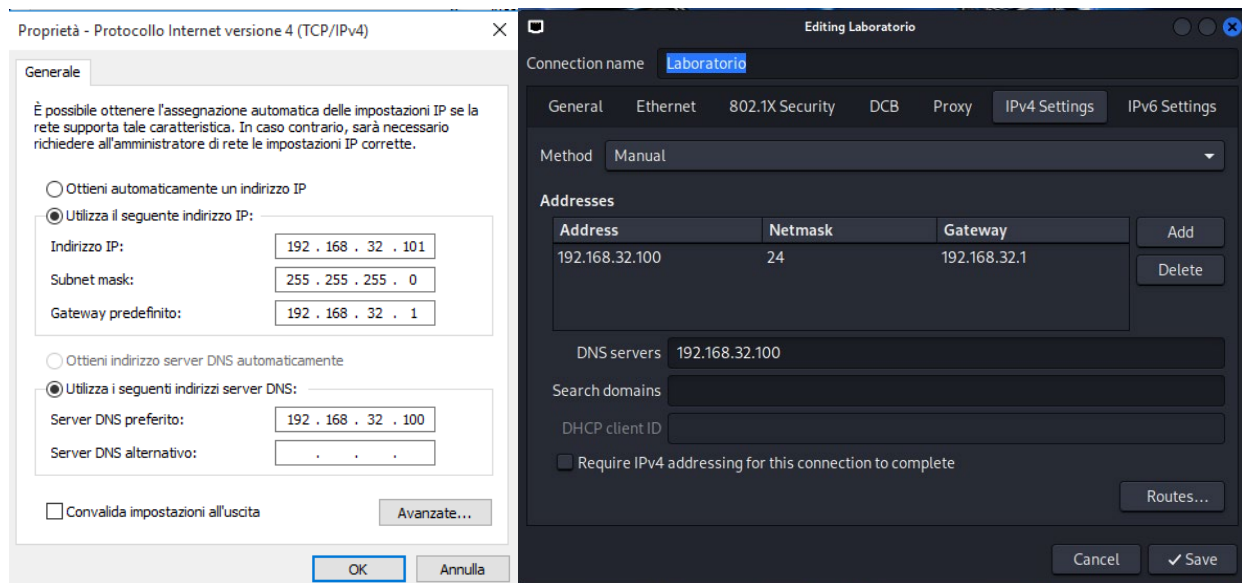 Proprietà - Protocollo Internet versione 4 (TCP/IPv4)
Generale
È possibile ottenere l'assegnazione automatica delle impostazioni IP se la
rete supporta tale caratteristica. In caso contrario, sarà necessario
richiedere all'amministratore di rete le impostazioni IP corrette.
Ottieni automaticamente un indirizzo IP
Utilizza il seguente indirizzo IP:
Indirizzo IP: 192 . 168 . 32 . 101
Subnet mask: 255 . 255 . 255 . 0
Gateway predefinito: 192 . 168 . 32 . 1
Ottieni indirizzo server DNS automaticamente
Utilizza i seguenti indirizzi server DNS:
Server DNS preferito: 192 . 168 . 32 . 100
Server DNS alternativo: . . .
Convalida impostazioni all'uscita Avanzate...
OK Annulla
Editing Laboratorio
Connection name Laboratorio
General Ethernet 802.1X Security DCB Proxy IPv4 Settings IPv6 Settings
Method Manual
Addresses
Address Netmask Gateway Add
192.168.32.100 24 192.168.32.1
Delete
DNS servers 192.168.32.100
Search domains
DHCP client ID
Require IPv4 addressing for this connection to complete
Routes...
Cancel Save